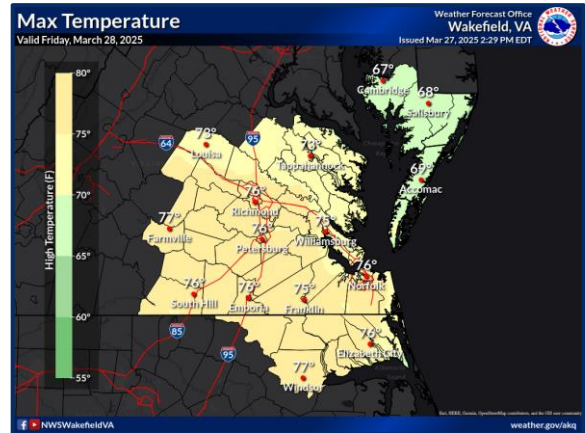 Max Temperature
Valid Friday, March 28, 2025
Weather Forecast Office
Wakefield, VA
Issued Mar 27, 2025 2:29 PM EDT
80°
75°
70°
65°
60°
55°
High Temperature (F)
67°
Cambridge
68°
Salisbury
64
95
Louisa
73°
Tappahannock
69°
Accomac
76°
Richmond
77°
Farmville
76°
Petersburg
75°
Williamsburg
76°
South Hill
76°
Emporia
75°
Franklin
76°
Norfolk
85
95
76°
Elizabeth City
77°
Windsor
NWSWakefieldVA
weather.gov/akq